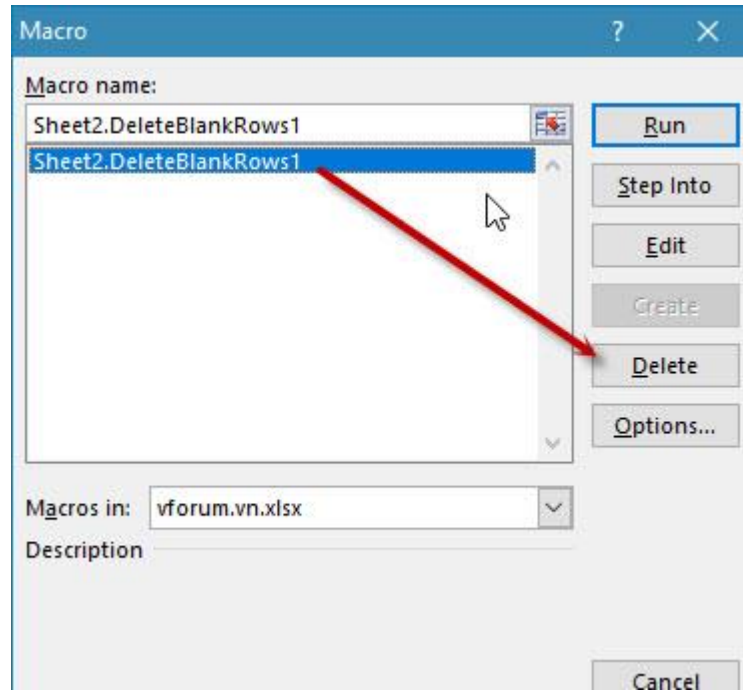 Macro ? ×
Macro name:
Sheet2.DeleteBlankRows1
Sheet2.DeleteBlankRows1
Run
Step Into
Edit
Create
Delete
Options...
Macros in: vforum.vn.xlsx
Description
Cancel